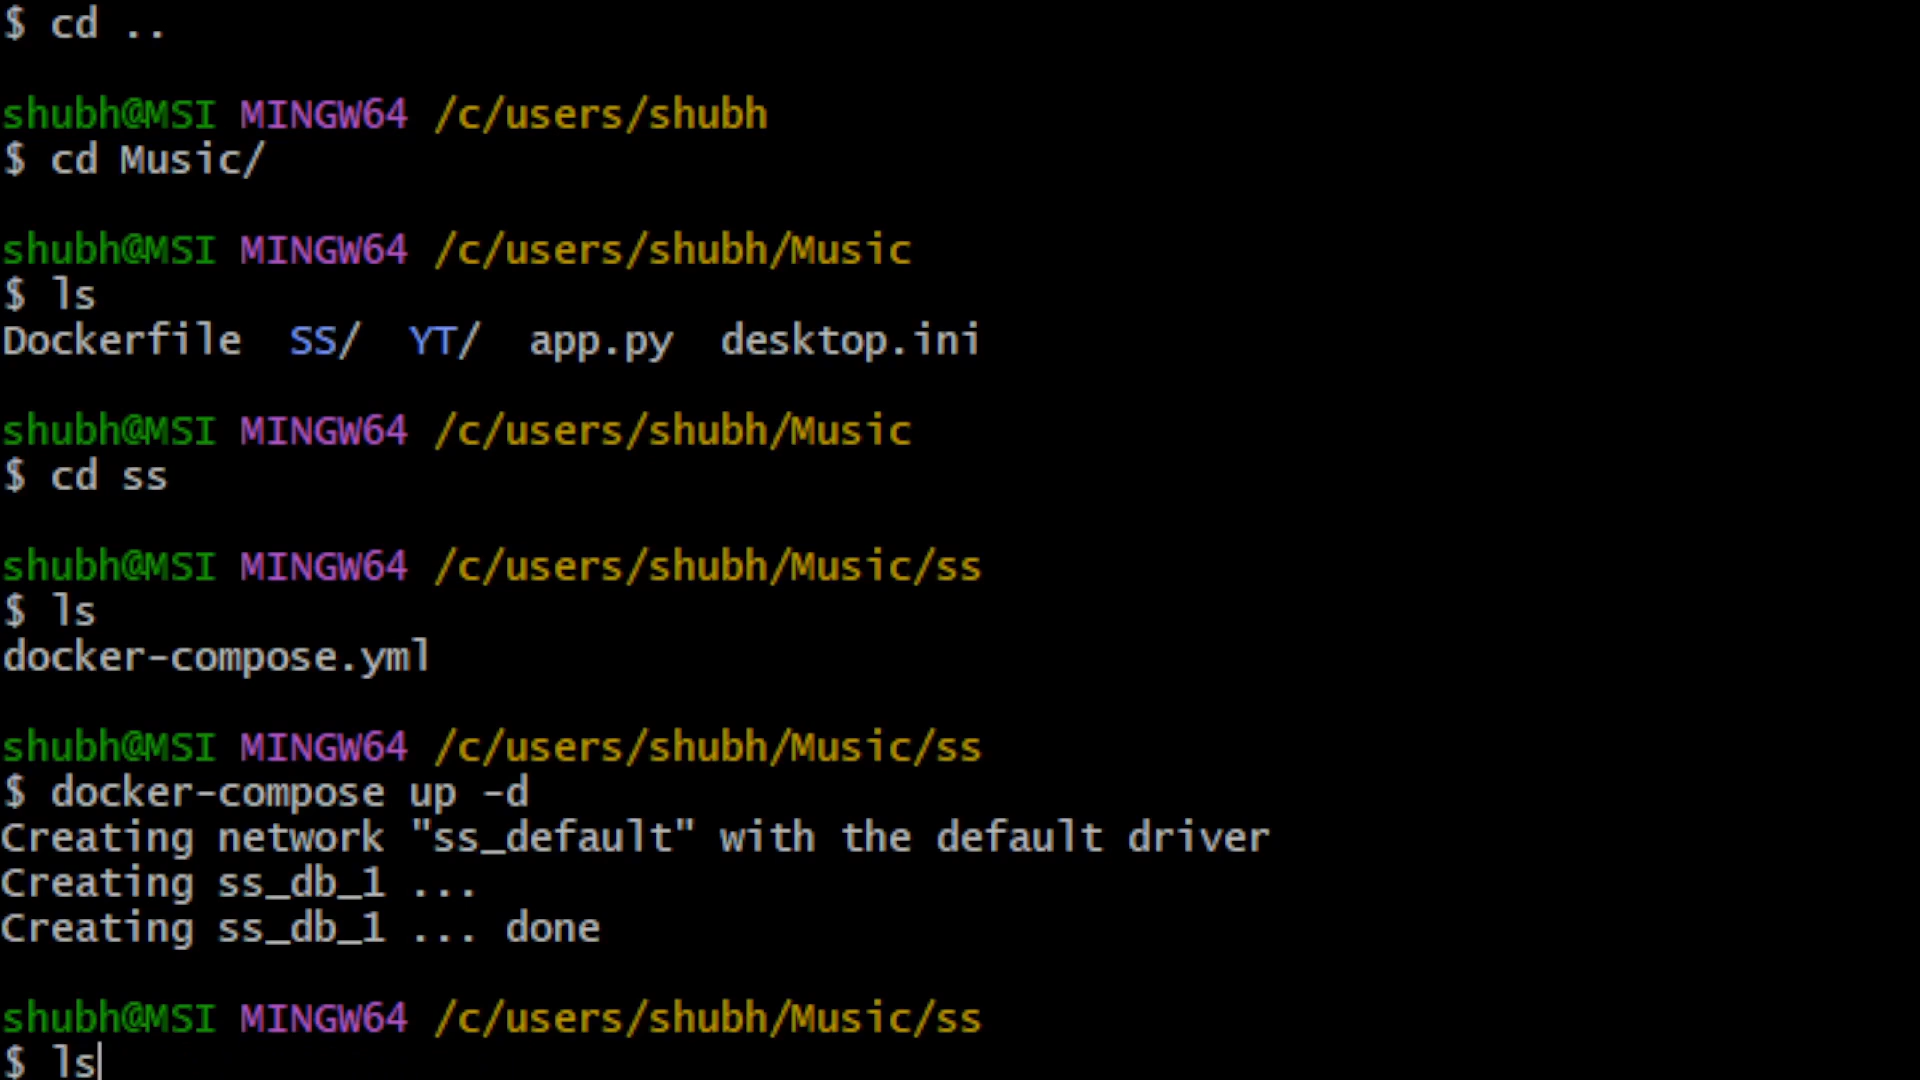 $ cd ..
shubh@MSI MINGW64 /c/users/shubh
$ cd Music/
shubh@MSI MINGW64 /c/users/shubh/Music
$ ls
Dockerfile  SS/  YT/  app.py  desktop.ini
shubh@MSI MINGW64 /c/users/shubh/Music
$ cd ss
shubh@MSI MINGW64 /c/users/shubh/Music/ss
$ ls
docker-compose.yml
shubh@MSI MINGW64 /c/users/shubh/Music/ss
$ docker-compose up -d
Creating network "ss_default" with the default driver
Creating ss_db_1 ...
Creating ss_db_1 ... done
shubh@MSI MINGW64 /c/users/shubh/Music/ss
$ ls